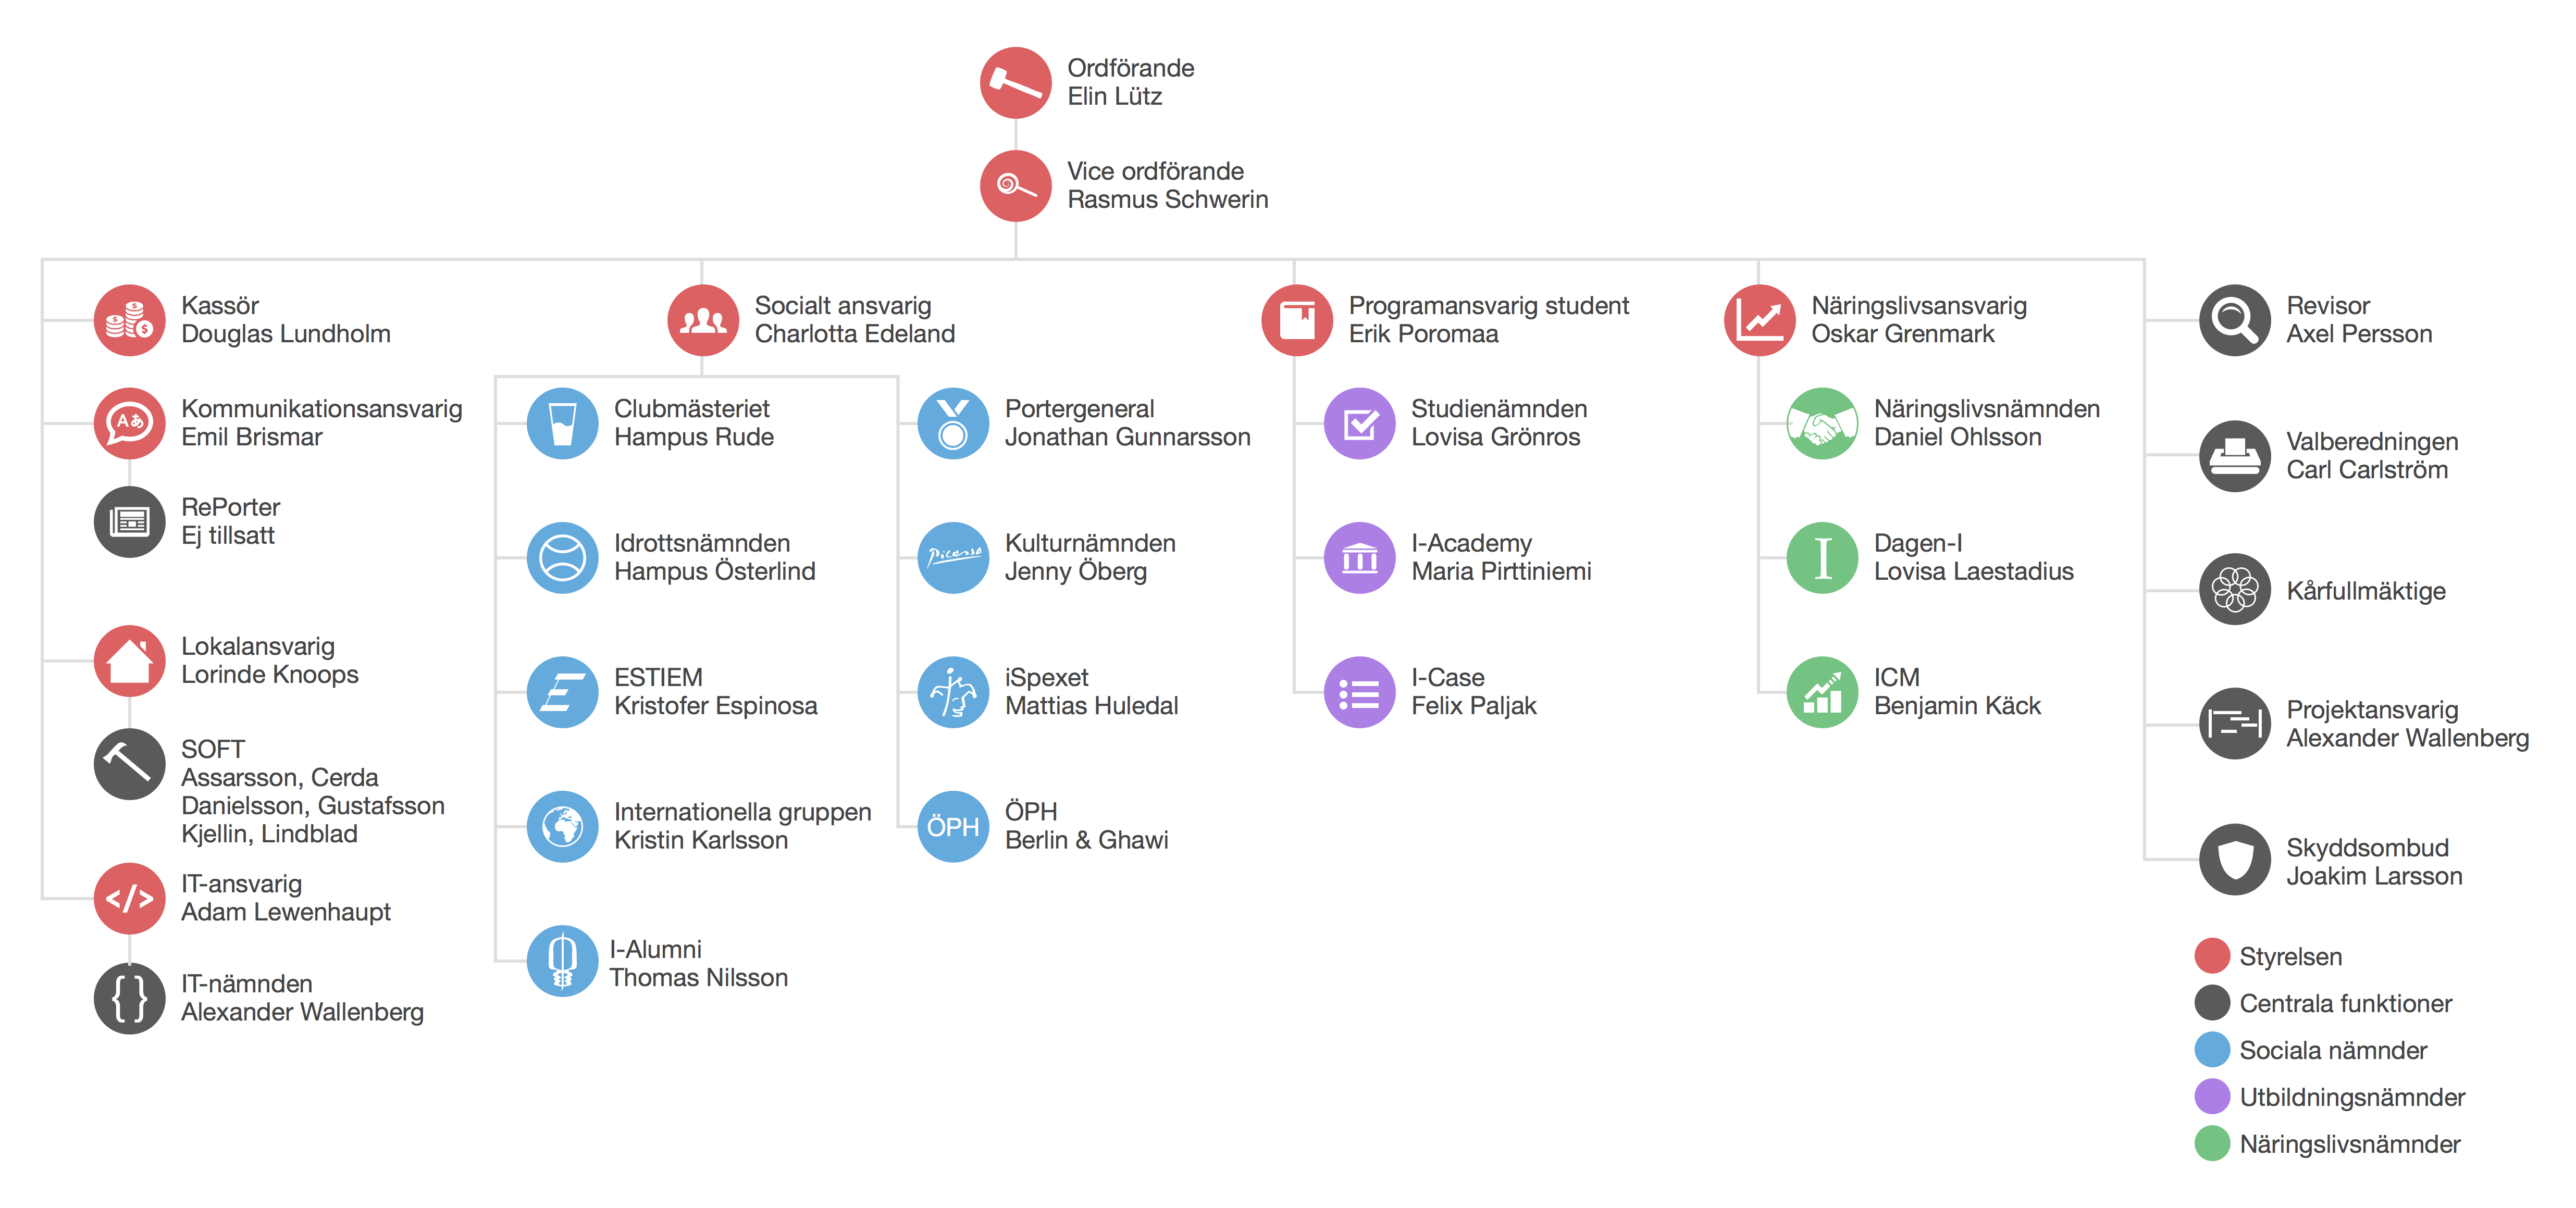 Ordförande
Elin Lütz
Vice ordförande
Rasmus Schwerin
Kassör
Douglas Lundholm
Kommunikationsansvarig
Emil Brismar
RePorter
Ej tillsatt
Lokalansvarig
Lorinde Knoops
SOFT
Assarsson, Cerda
Danielsson, Gustafsson
Kjellin, Lindblad
IT-ansvarig
Adam Lewenhaupt
IT-nämnden
Alexander Wallenberg
Socialt ansvarig
Charlotta Edeland
Clubmästeriet
Hampus Rude
Idrottsnämnden
Hampus Österlind
ESTIEM
Kristofer Espinosa
Internationella gruppen
Kristin Karlsson
I-Alumni
Thomas Nilsson
Portergeneral
Jonathan Gunnarsson
Picasso
Kulturnämnden
Jenny Öberg
iSpexet
Mattias Huledal
ÖPH
ÖPH
Berlin & Ghawi
Programansvarig student
Erik Poromaa
Studienämnden
Lovisa Grönros
I-Academy
Maria Pirttiniemi
I-Case
Felix Paljak
Näringslivsansvarig
Oskar Grenmark
Näringslivsnämnden
Daniel Ohlsson
I
Dagen-I
Lovisa Laestadius
ICM
Benjamin Käck
Revisor
Axel Persson
Valberedningen
Carl Carlström
Kårfullmäktige
Projektansvarig
Alexander Wallenberg
Skyddsombud
Joakim Larsson
Styrelsen
Centrala funktioner
Sociala nämnder
Utbildningsnämnder
Näringslivsnämnder